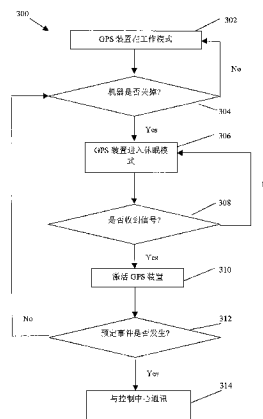 300
302
GPS 装置在工作模式
No
机器是否关掉?
304
Yes
306
GPS 装置进入休眠模
式
308
是否收到信号?
Yes
310
激活 GPS 装置
312
No
预定事件是否发生?
Yes
314
与控制中心通讯